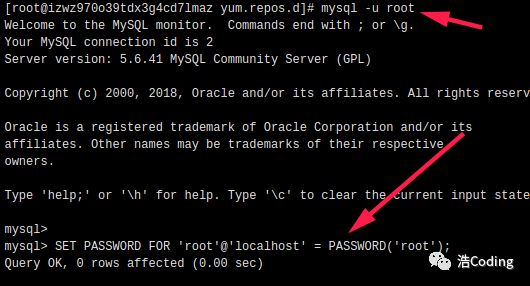 [root@izwz970o39tdx3g4cd7lmaz yum.repos.d]# mysql -u root
Welcome to the MySQL monitor.  Commands end with ; or \g.
Your MySQL connection id is 2
Server version: 5.6.41 MySQL Community Server (GPL)
Copyright (c) 2000, 2018, Oracle and/or its affiliates. All rights reserv
Oracle is a registered trademark of Oracle Corporation and/or its
affiliates. Other names may be trademarks of their respective
owners.
Type 'help;' or '\h' for help. Type '\c' to clear the current input state
mysql>
mysql> SET PASSWORD FOR 'root'@'localhost' = PASSWORD('root');
Query OK, 0 rows affected (0.00 sec)
浩Coding